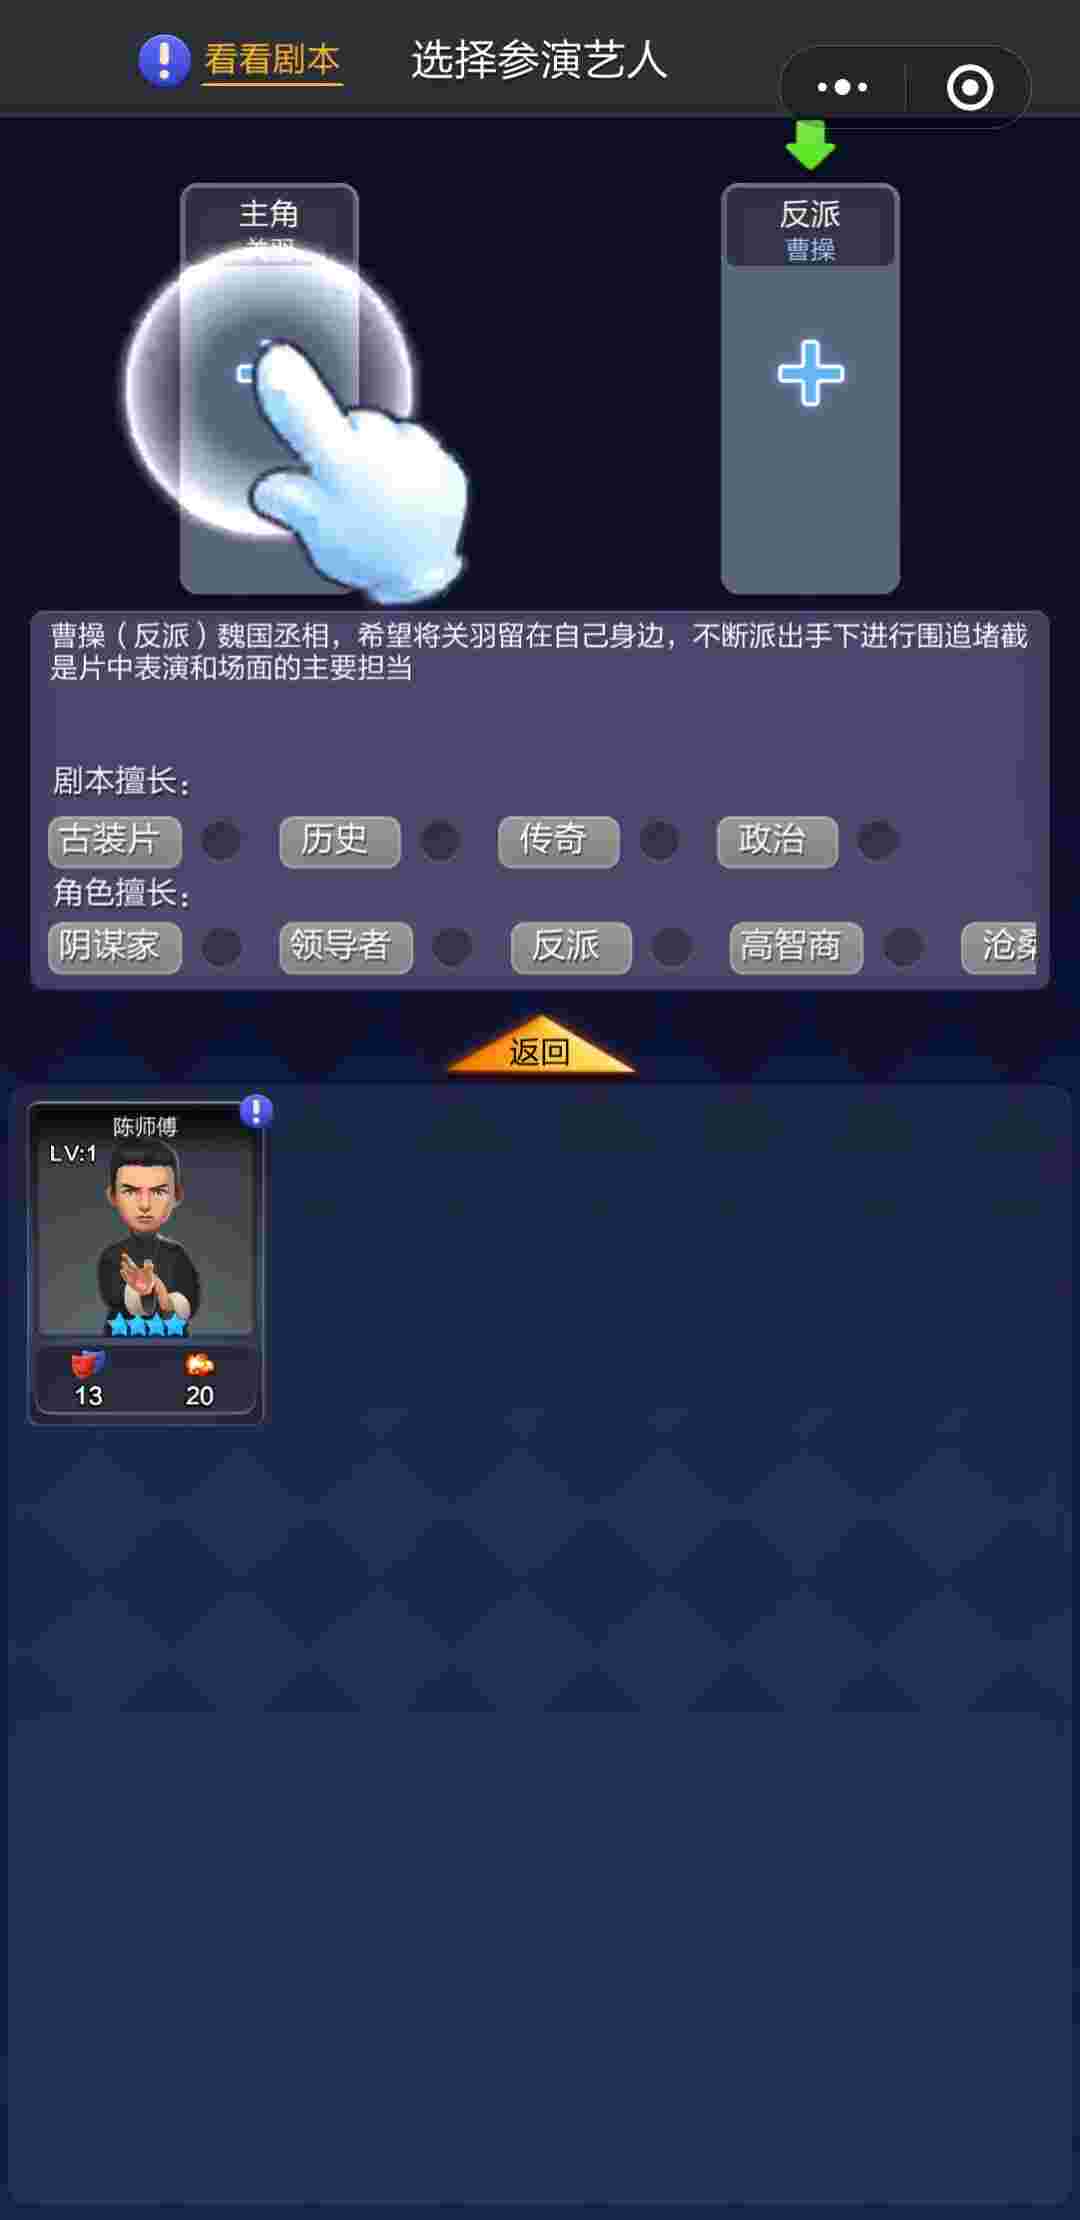 看看剧本
选择参演艺人
主角
关羽
反派
曹操
曹操（反派）魏国丞相，希望将关羽留在自己身边，不断派出手下进行围追堵截
是片中表演和场面的主要担当
剧本擅长：
古装片 历史 传奇 政治
角色擅长：
阴谋家 领导者 反派 高智商 沧桑
返回
陈师傅
LV:1
13 20